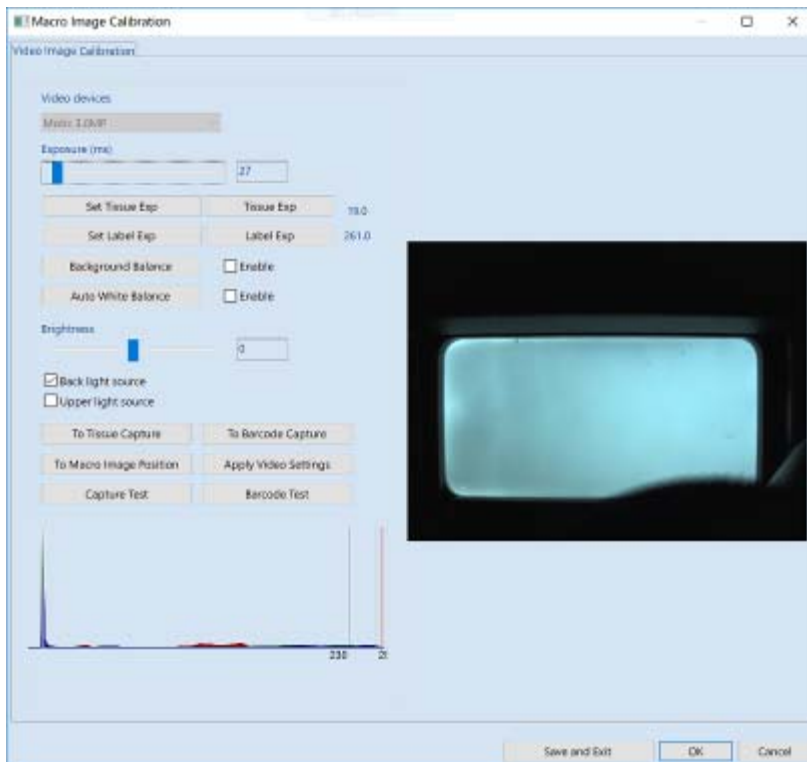 Macro Image Calibration
Video Image Calibration
Video devices
Motic 3.0MP
Exposure (ms)
27
Set Tissue Exp Tissue Exp 19.0
Set Label Exp Label Exp 261.0
Background Balance Enable
Auto White Balance Enable
Brightness
0
Back light source
Upper light source
To Tissue Capture To Barcode Capture
To Macro Image Position Apply Video Settings
Capture Test Barcode Test
230
Save and Exit OK Cancel